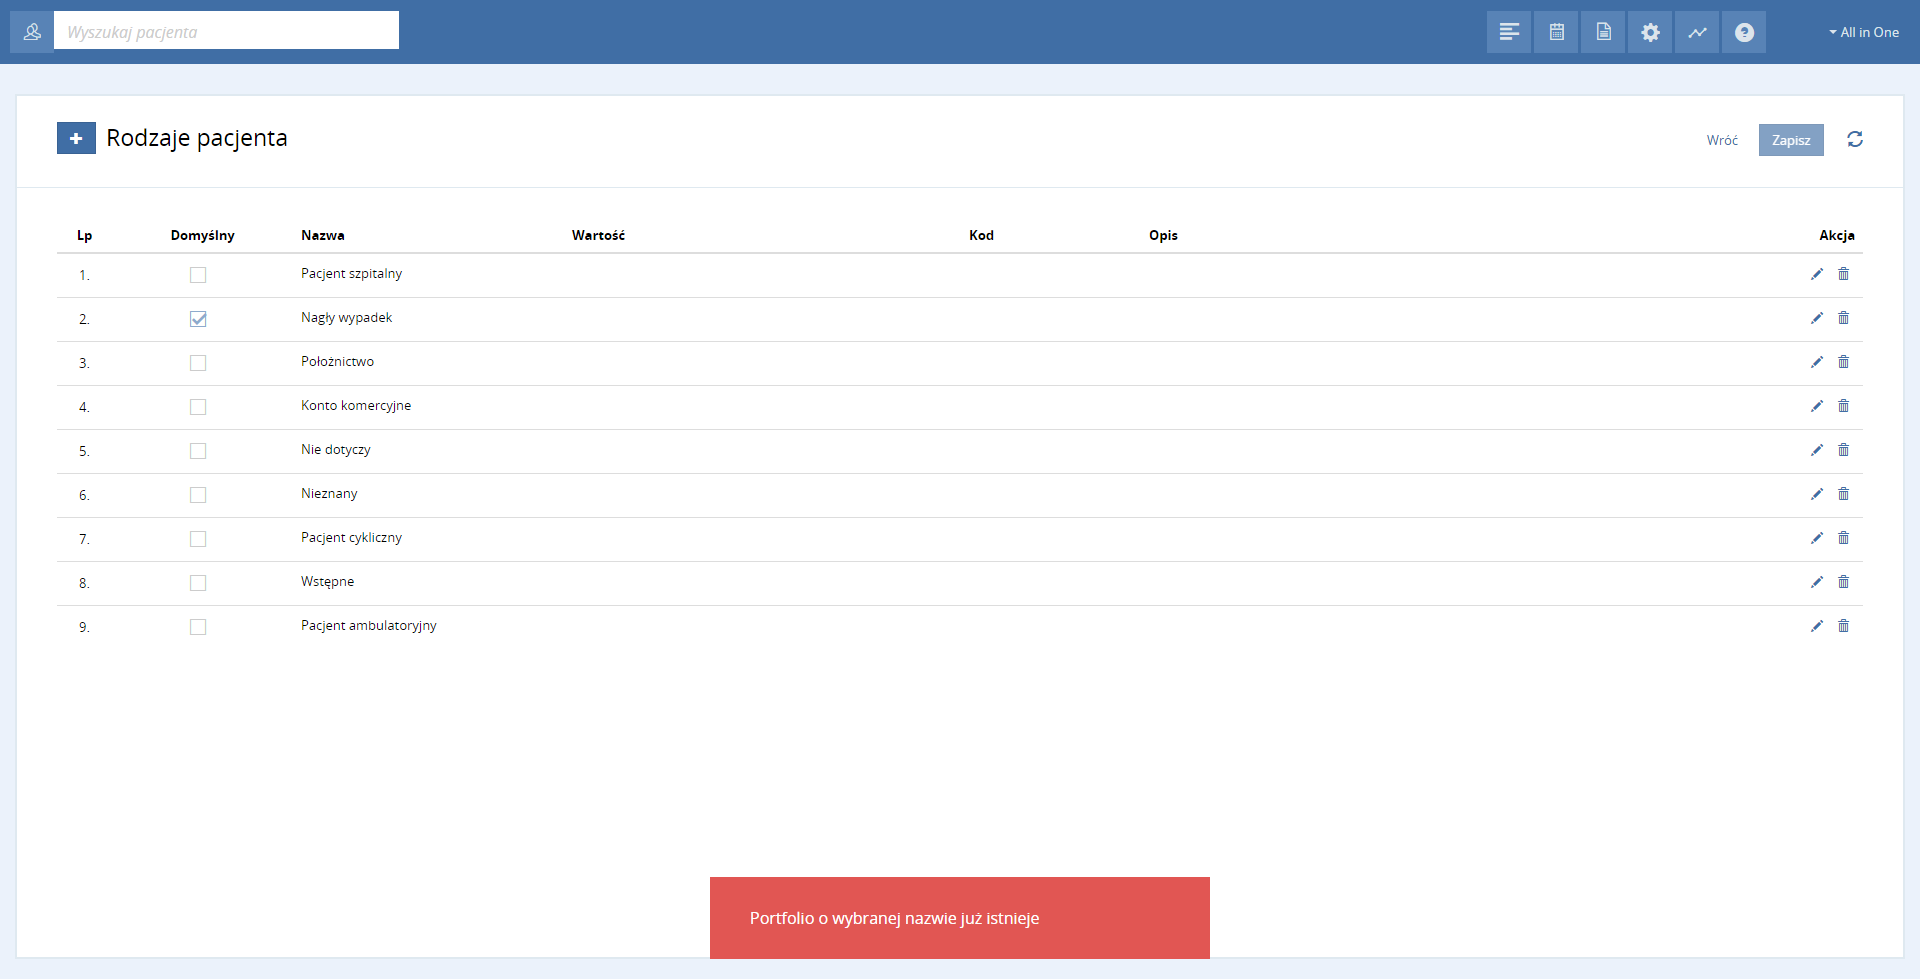 Wyszukaj pacjenta
All in One
Rodzaje pacjenta
Wróć
Zapisz
Lp Domyślny Nazwa Wartość Kod Opis Akcja
1. Pacjent szpitalny
2. Nagły wypadek
3. Położnictwo
4. Konto komercyjne
5. Nie dotyczy
6. Nieznany
7. Pacjent cykliczny
8. Wstępne
9. Pacjent ambulatoryjny
Portfolio o wybranej nazwie już istnieje